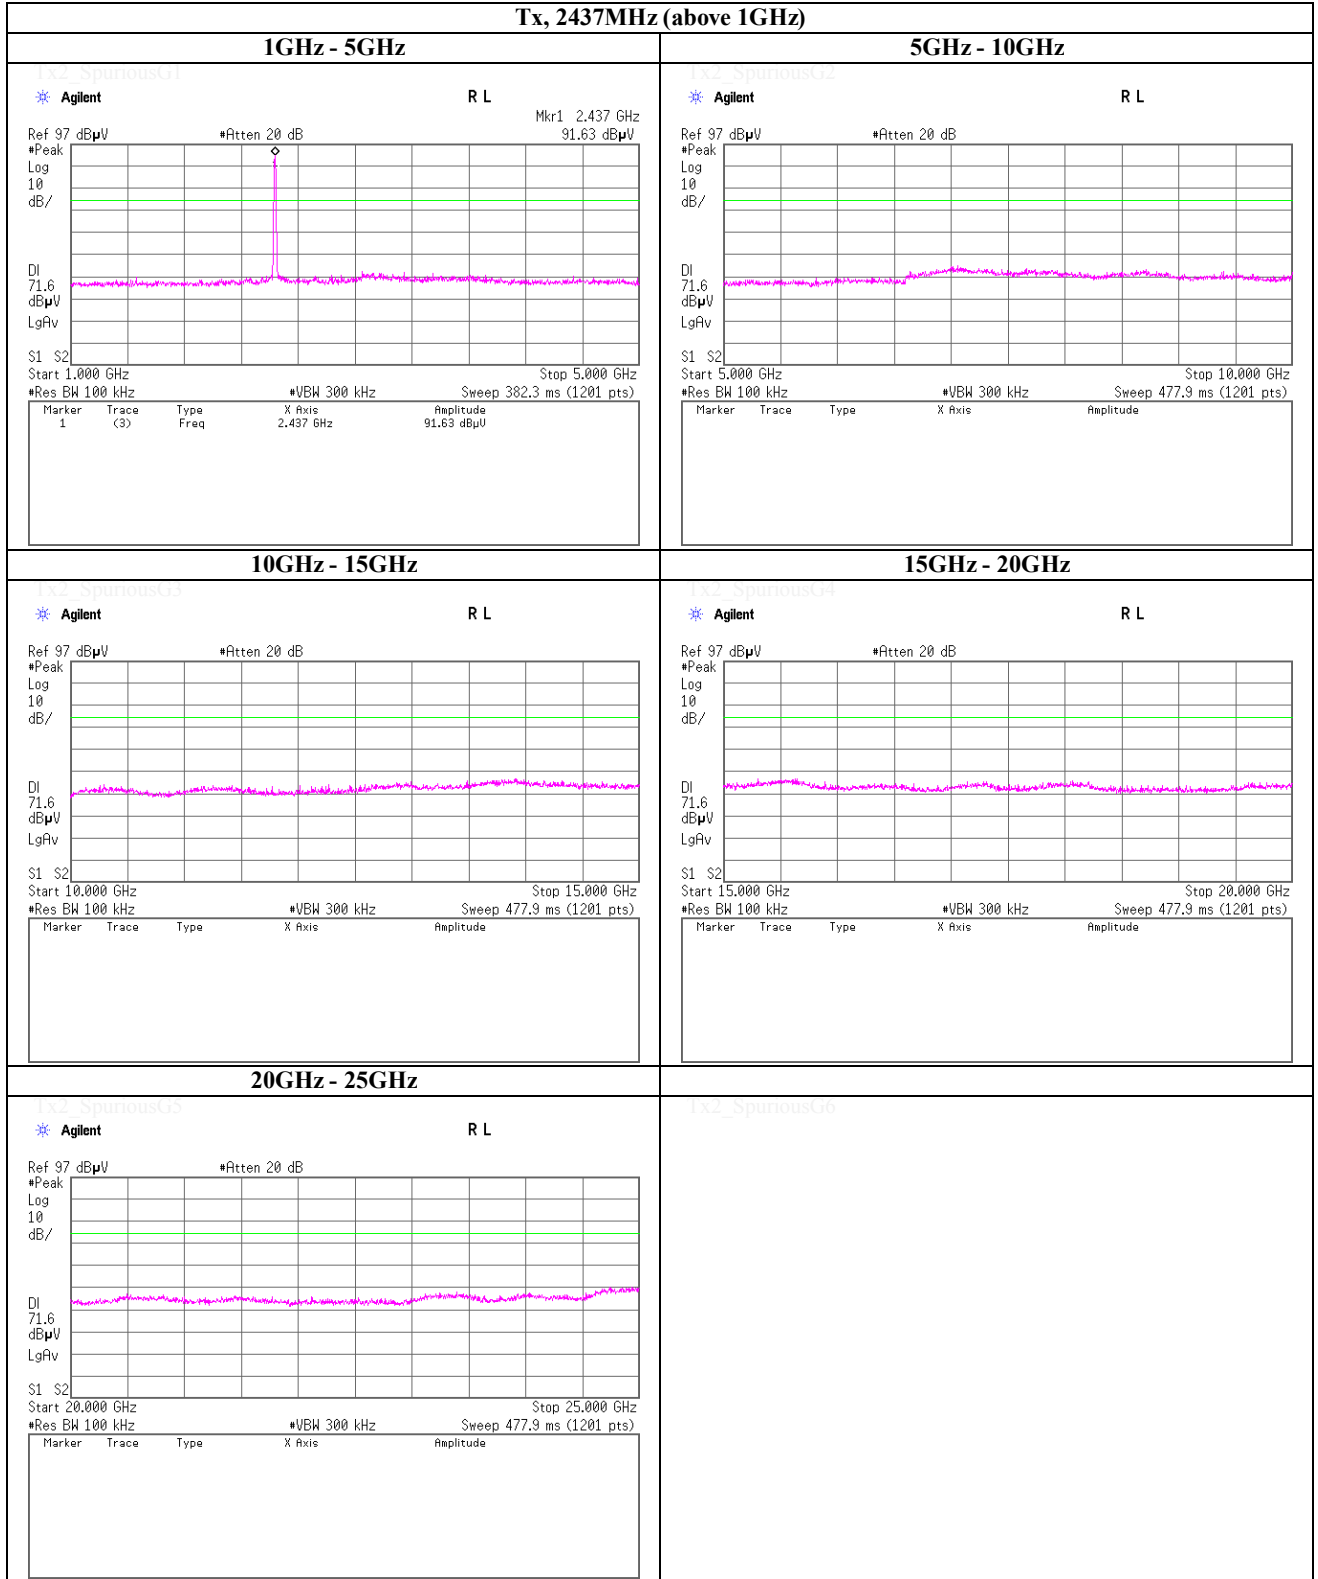 Tx, 2437MHz (above 1GHz)
1GHz - 5GHz
5GHz - 10GHz
Tx2_SpuriousG1
Agilent
R L
Mkr1 2.437 GHz
Ref 97 dBµV
#Atten 20 dB
91.63 dBµV
#Peak
Log
10
dB/
DI
71.6
dBµV
LgAv
S1 S2
Start 1.000 GHz
Stop 5.000 GHz
#Res BW 100 kHz
#VBW 300 kHz
Sweep 382.3 ms (1201 pts)
Marker Trace Type X Axis Amplitude
1 (3) Freq 2.437 GHz 91.63 dBµV
Tx2_SpuriousG2
Agilent
R L
Ref 97 dBµV
#Atten 20 dB
#Peak
Log
10
dB/
DI
71.6
dBµV
LgAv
S1 S2
Start 5.000 GHz
Stop 10.000 GHz
#Res BW 100 kHz
#VBW 300 kHz
Sweep 477.9 ms (1201 pts)
Marker Trace Type X Axis Amplitude
10GHz - 15GHz
15GHz - 20GHz
Tx2_SpuriousG3
Agilent
R L
Ref 97 dBµV
#Atten 20 dB
#Peak
Log
10
dB/
DI
71.6
dBµV
LgAv
S1 S2
Start 10.000 GHz
Stop 15.000 GHz
#Res BW 100 kHz
#VBW 300 kHz
Sweep 477.9 ms (1201 pts)
Marker Trace Type X Axis Amplitude
Tx2_SpuriousG4
Agilent
R L
Ref 97 dBµV
#Atten 20 dB
#Peak
Log
10
dB/
DI
71.6
dBµV
LgAv
S1 S2
Start 15.000 GHz
Stop 20.000 GHz
#Res BW 100 kHz
#VBW 300 kHz
Sweep 477.9 ms (1201 pts)
Marker Trace Type X Axis Amplitude
20GHz - 25GHz
Tx2_SpuriousG5
Agilent
R L
Ref 97 dBµV
#Atten 20 dB
#Peak
Log
10
dB/
DI
71.6
dBµV
LgAv
S1 S2
Start 20.000 GHz
Stop 25.000 GHz
#Res BW 100 kHz
#VBW 300 kHz
Sweep 477.9 ms (1201 pts)
Marker Trace Type X Axis Amplitude
Tx2_SpuriousG6